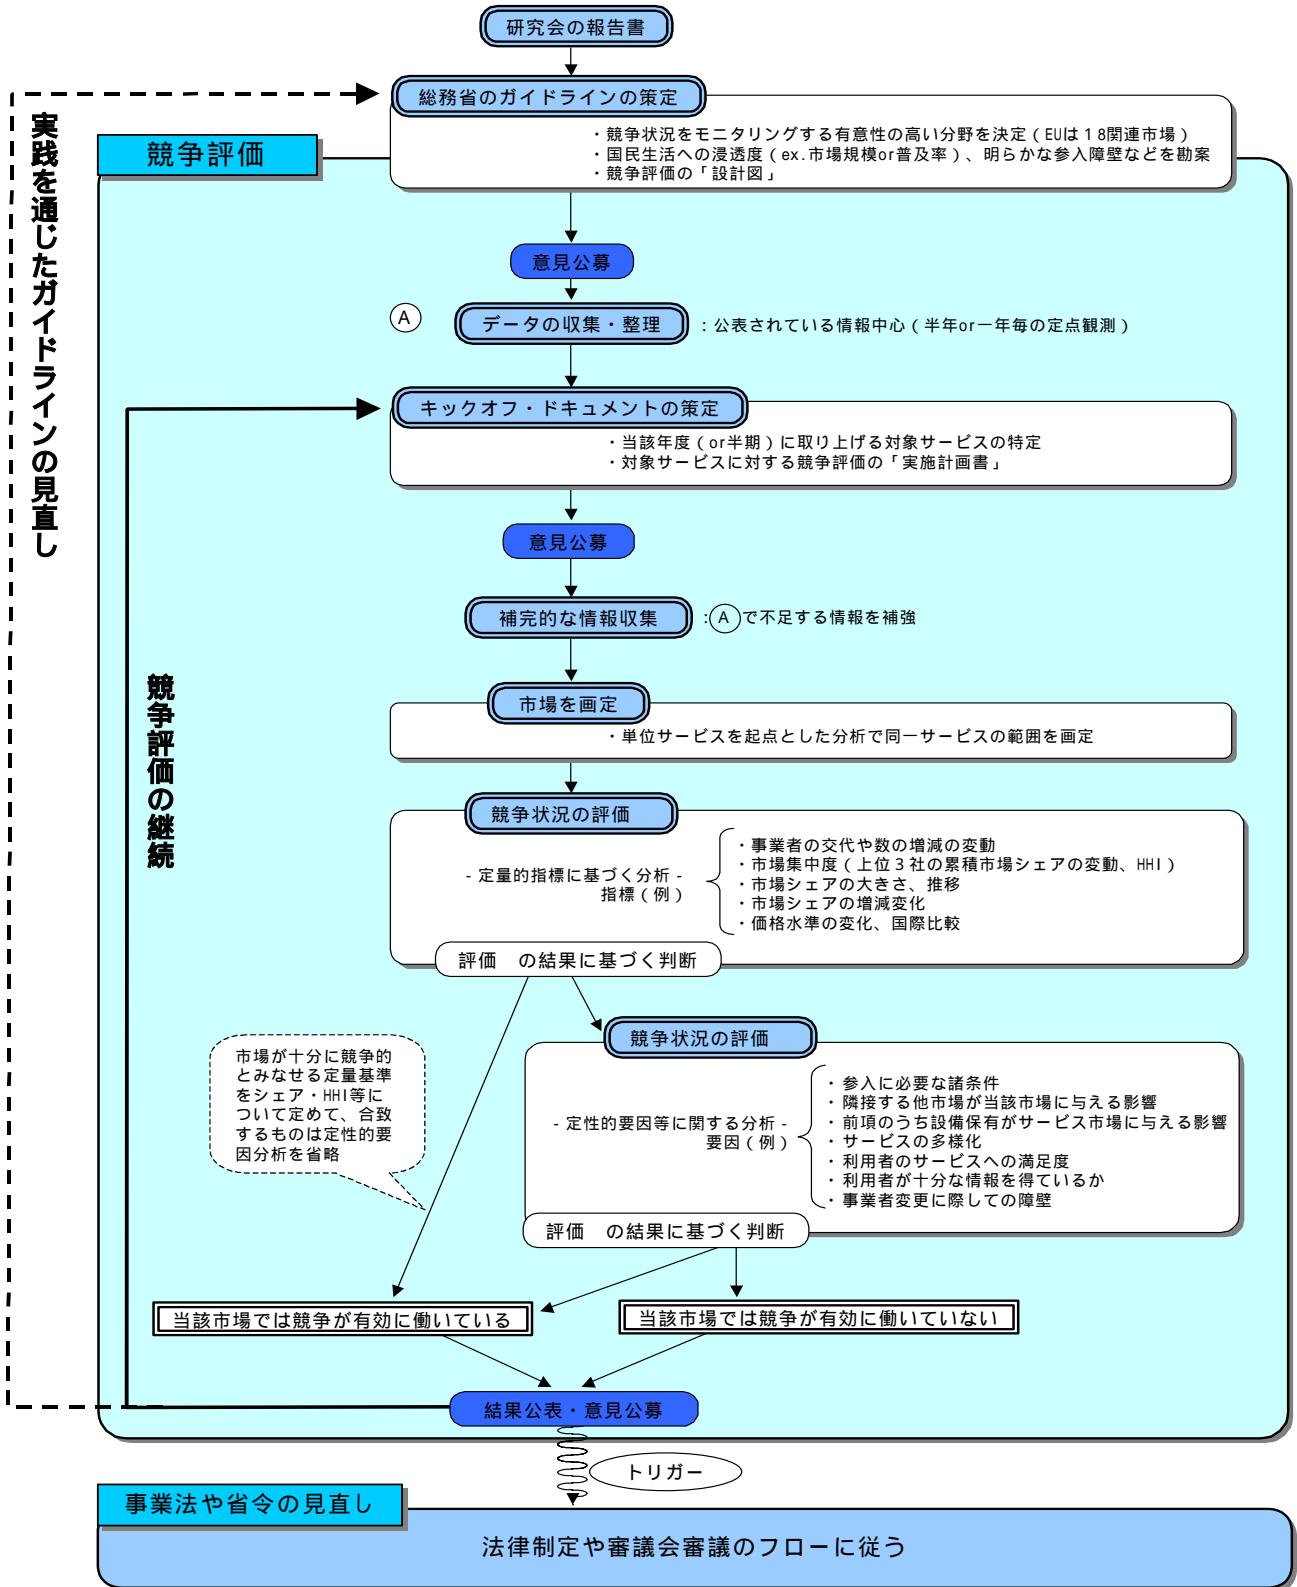 研究会の報告書
総務省のガイドラインの策定
・競争状況をモニタリングする有意性の高い分野を決定（EUは１８関連市場）
・国民生活への浸透度（ex.市場規模or普及率）、明らかな参入障壁などを勘案
・競争評価の「設計図」
競争評価
実践を通じたガイドラインの見直し
意見公募
A
データの収集・整理
：公表されている情報中心（半年or一年毎の定点観測）
キックオフ・ドキュメントの策定
・当該年度（or半期）に取り上げる対象サービスの特定
・対象サービスに対する競争評価の「実施計画書」
意見公募
補完的な情報収集
：Aで不足する情報を補強
競争評価の継続
市場を画定
・単位サービスを起点とした分析で同一サービスの範囲を画定
競争状況の評価
- 定量的指標に基づく分析 -
指標（例）
・事業者の交代や数の増減の変動
・市場集中度（上位３社の累積市場シェアの変動、HHI）
・市場シェアの大きさ、推移
・市場シェアの増減変化
・価格水準の変化、国際比較
評価　の結果に基づく判断
市場が十分に競争的
とみなせる定量基準
をシェア・HHI等に
ついて定めて、合致
するものは定性的要
因分析を省略
競争状況の評価
- 定性的要因等に関する分析 -
要因（例）
・参入に必要な諸条件
・隣接する他市場が当該市場に与える影響
・前項のうち設備保有がサービス市場に与える影響
・サービスの多様化
・利用者のサービスへの満足度
・利用者が十分な情報を得ているか
・事業者変更に際しての障壁
評価　の結果に基づく判断
当該市場では競争が有効に働いている
当該市場では競争が有効に働いていない
結果公表・意見公募
トリガー
事業法や省令の見直し
法律制定や審議会審議のフローに従う